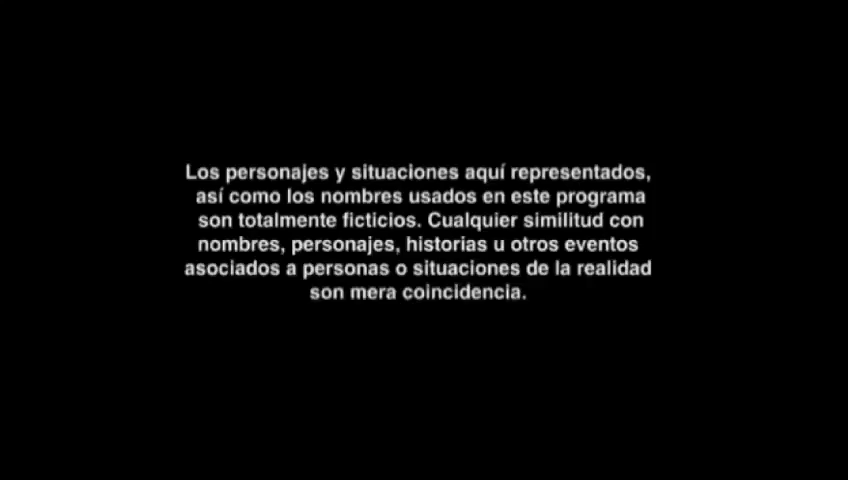 Los personajes y situaciones aquí representados,
así como los nombres usados en este programa
son totalmente ficticios. Cualquier similitud con
nombres, personajes, historias u otros eventos
asociados a personas o situaciones de la realidad
son mera coincidencia.